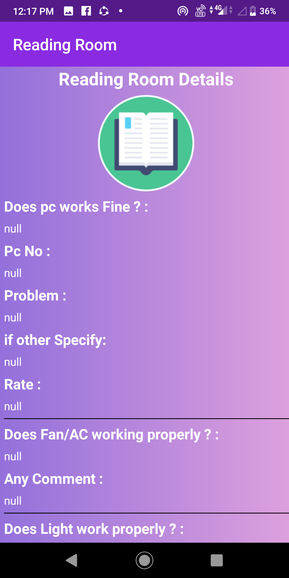 12:17 PM
4G
36%
Reading Room
Reading Room Details
Does pc works Fine ? :
null
Pc No :
null
Problem :
null
if other Specify:
null
Rate :
null
Does Fan/AC working properly ? :
null
Any Comment :
null
Does Light work properly ? :